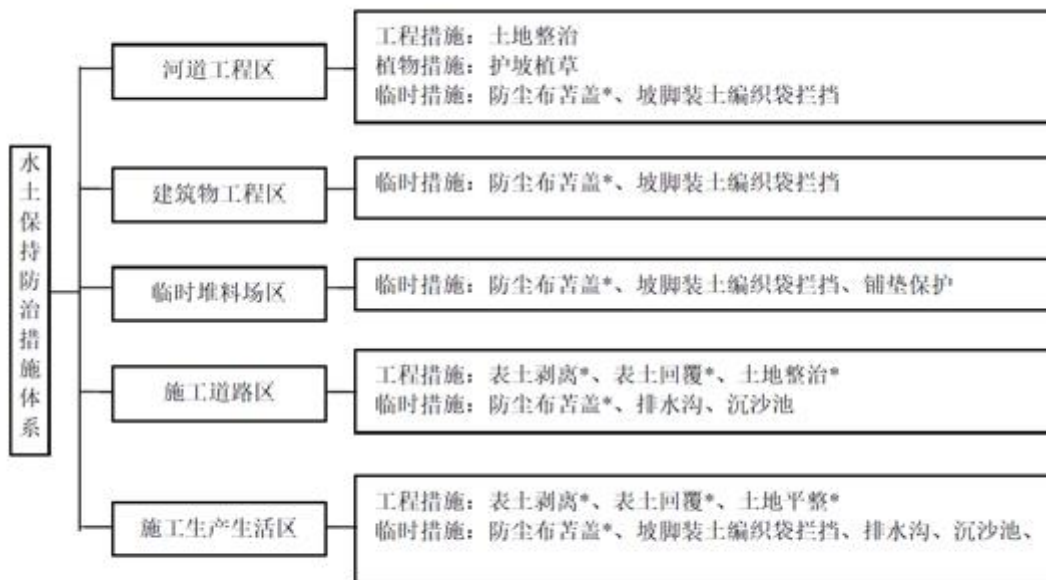 水土保持防治措施体系
河道工程区
工程措施：土地整治
植物措施：护坡植草
临时措施：防尘布苫盖*、坡脚装土编织袋拦挡
建筑物工程区
临时措施：防尘布苫盖*、坡脚装土编织袋拦挡
临时堆料场区
临时措施：防尘布苫盖*、坡脚装土编织袋拦挡、铺垫保护
施工道路区
工程措施：表土剥离*、表土回覆*、土地整治*
临时措施：防尘布苫盖*、排水沟、沉沙池
施工生产生活区
工程措施：表土剥离*、表土回覆*、土地平整*
临时措施：防尘布苫盖*、坡脚装土编织袋拦挡、排水沟、沉沙池、